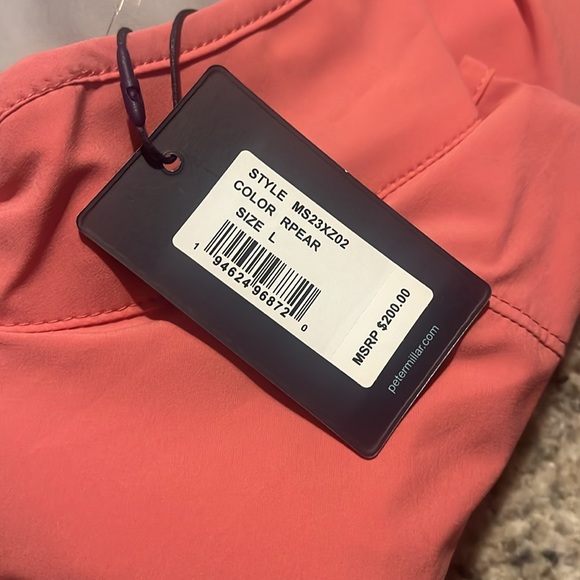 STYLE MS23XZ02
COLOR RPEAR
SIZE L
1 94624 96872 0
MSRP $200.00
petermillar.com